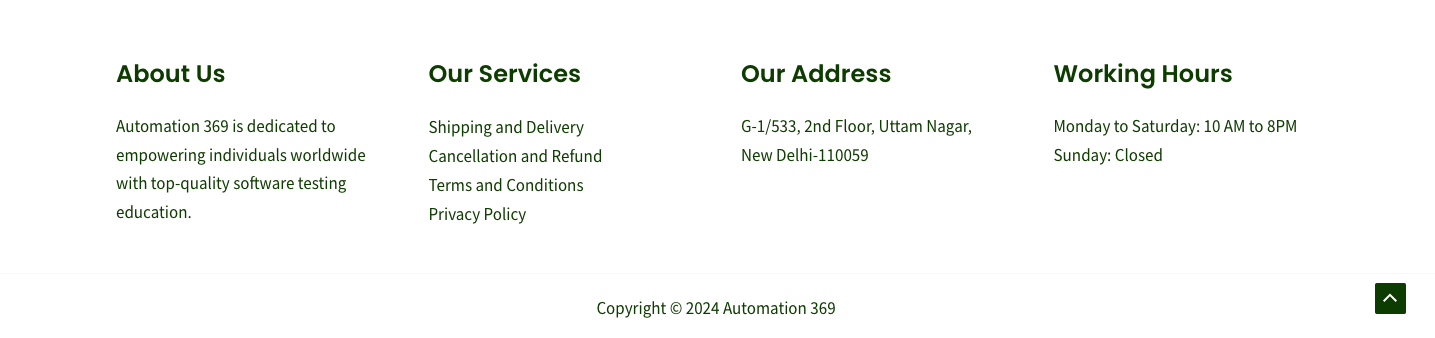 About Us
Automation 369 is dedicated to
empowering individuals worldwide
with top-quality software testing
education.
Our Services
Shipping and Delivery
Cancellation and Refund
Terms and Conditions
Privacy Policy
Our Address
G-1/533, 2nd Floor, Uttam Nagar,
New Delhi-110059
Working Hours
Monday to Saturday: 10 AM to 8PM
Sunday: Closed
Copyright © 2024 Automation 369